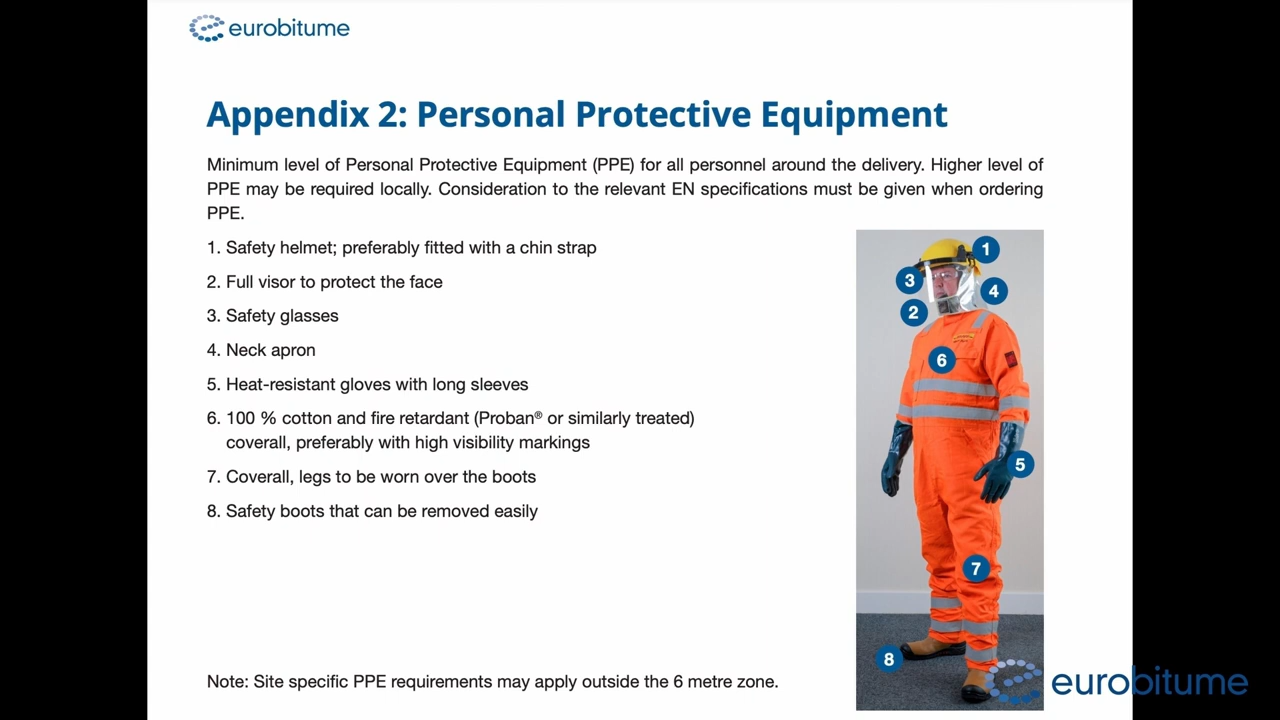 eurobitume
Appendix 2: Personal Protective Equipment
Minimum level of Personal Protective Equipment (PPE) for all personnel around the delivery. Higher level of
PPE may be required locally. Consideration to the relevant EN specifications must be given when ordering
PPE.
1. Safety helmet; preferably fitted with a chin strap
2. Full visor to protect the face
3. Safety glasses
4. Neck apron
5. Heat-resistant gloves with long sleeves
6. 100 % cotton and fire retardant (Proban® or similarly treated)
coverall, preferably with high visibility markings
7. Coverall, legs to be worn over the boots
8. Safety boots that can be removed easily
1
3
4
2
6
5
7
8
Note: Site specific PPE requirements may apply outside the 6 metre zone.
eurobitume